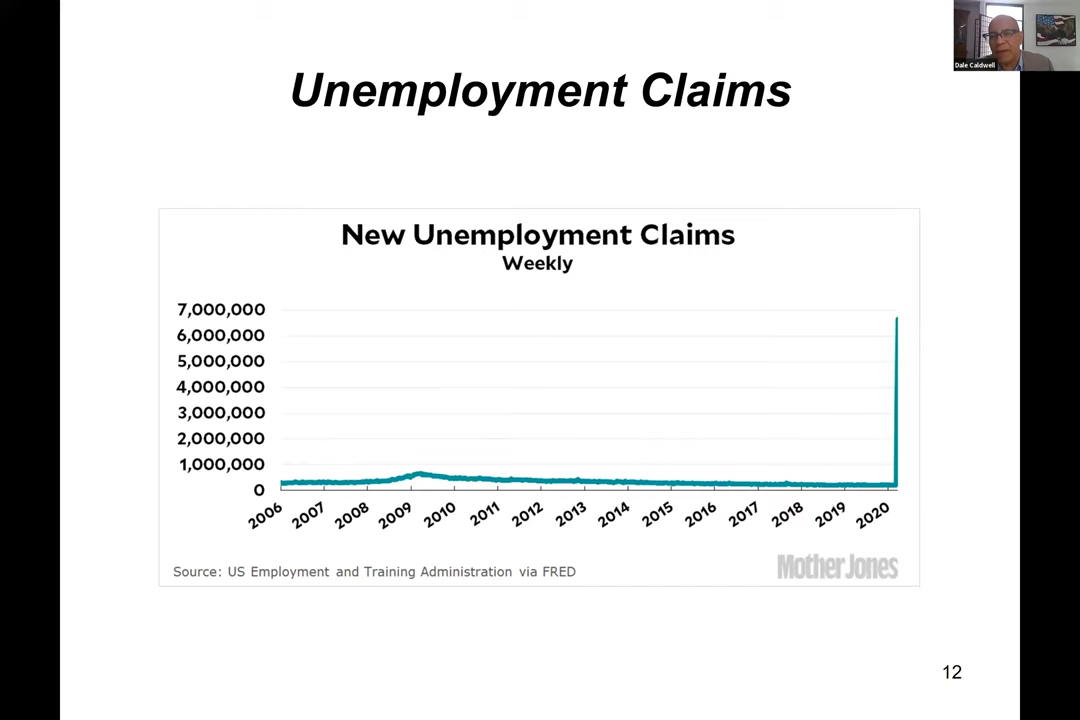 Dale Caldwell
Unemployment Claims
New Unemployment Claims
Weekly
7,000,000
6,000,000
5,000,000
4,000,000
3,000,000
2,000,000
1,000,000
0
2006 2007 2008 2009 2010 2011 2012 2013 2014 2015 2016 2017 2018 2019 2020
Source: US Employment and Training Administration via FRED
Mother Jones
12